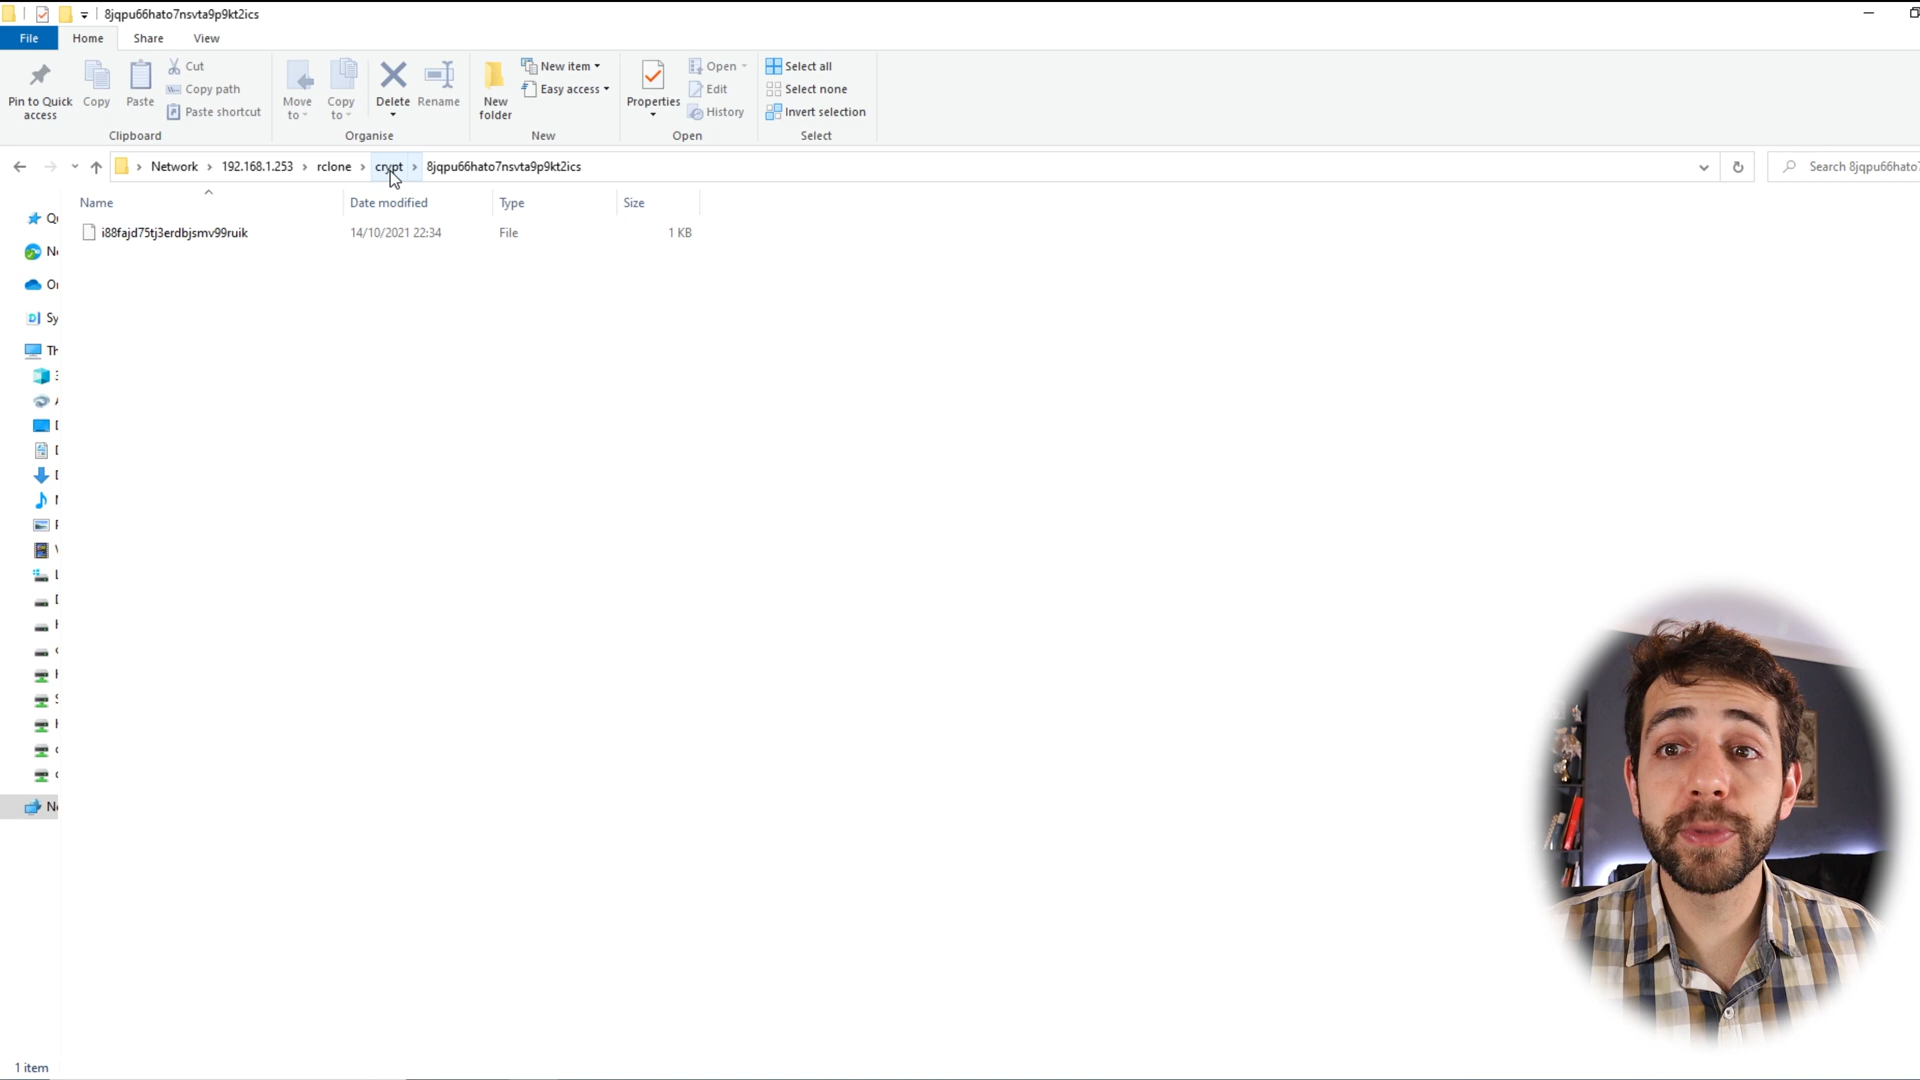 8jqpu66hato7nsvta9p9kt2ics
File Home Share View
Pin to Quick access
Copy
Paste
Cut
Copy path
Paste shortcut
Clipboard
Move to
Copy to
Delete
Rename
Organise
New folder
New item
Easy access
New
Properties
Open
Edit
History
Open
Select all
Select none
Invert selection
Select
Network > 192.168.1.253 > rclone > crypt > 8jqpu66hato7nsvta9p9kt2ics
Search 8jqpu66hato7
Name Date modified Type Size
i88fajd75tj3erdbjsmv99ruik 14/10/2021 22:34 File 1 KB
1 item